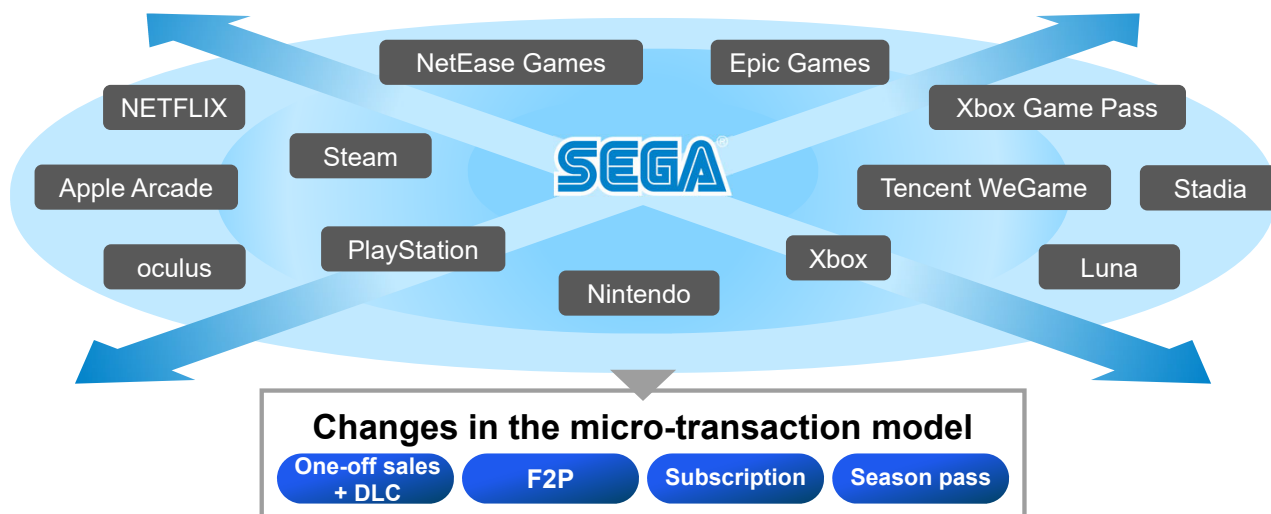 NetEase Games
Epic Games
NETFLIX
Xbox Game Pass
Steam
SEGA®
Apple Arcade
Tencent WeGame
Stadia
PlayStation
Xbox
oculus
Luna
Nintendo
Changes in the micro-transaction model
One-off sales
+ DLC
F2P
Subscription
Season pass